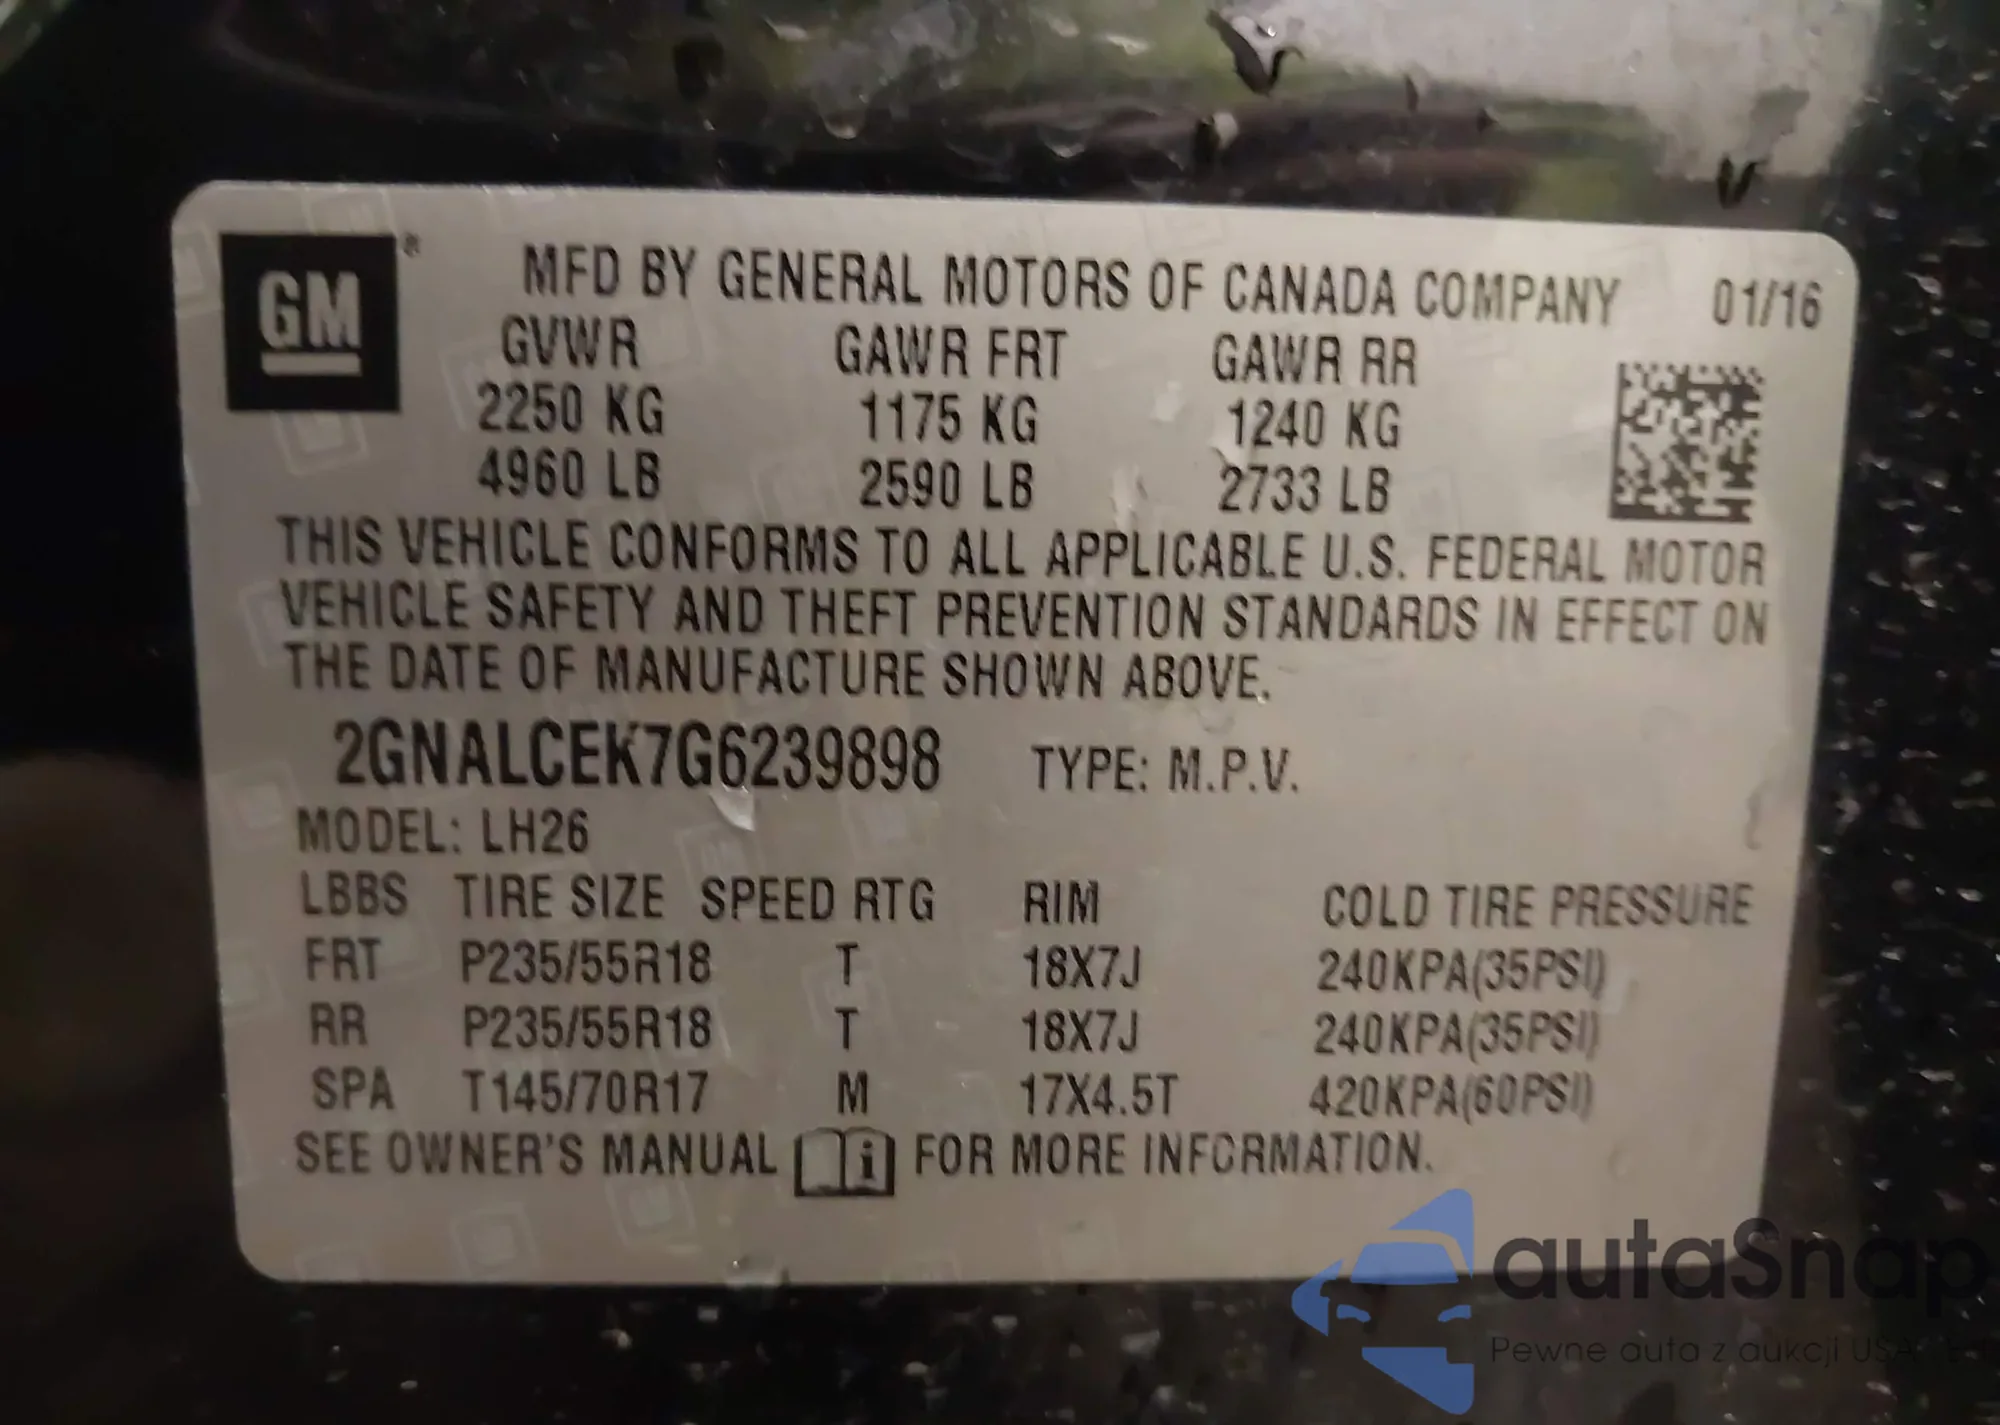 GM®
MFD BY GENERAL MOTORS OF CANADA COMPANY 01/16
GVWR GAWR FRT GAWR RR
2250 KG 1175 KG 1240 KG
4960 LB 2590 LB 2733 LB
THIS VEHICLE CONFORMS TO ALL APPLICABLE U.S. FEDERAL MOTOR
VEHICLE SAFETY AND THEFT PREVENTION STANDARDS IN EFFECT ON
THE DATE OF MANUFACTURE SHOWN ABOVE.
2GNALCEK7G6239898 TYPE: M.P.V.
MODEL: LH26
LBBS TIRE SIZE SPEED RTG RIM COLD TIRE PRESSURE
FRT P235/55R18 T 18X7J 240KPA(35PSI)
RR P235/55R18 T 18X7J 240KPA(35PSI)
SPA T145/70R17 M 17X4.5T 420KPA(60PSI)
SEE OWNER'S MANUAL i FOR MORE INFORMATION.
autaSnap
Pewne auta z aukcji USA